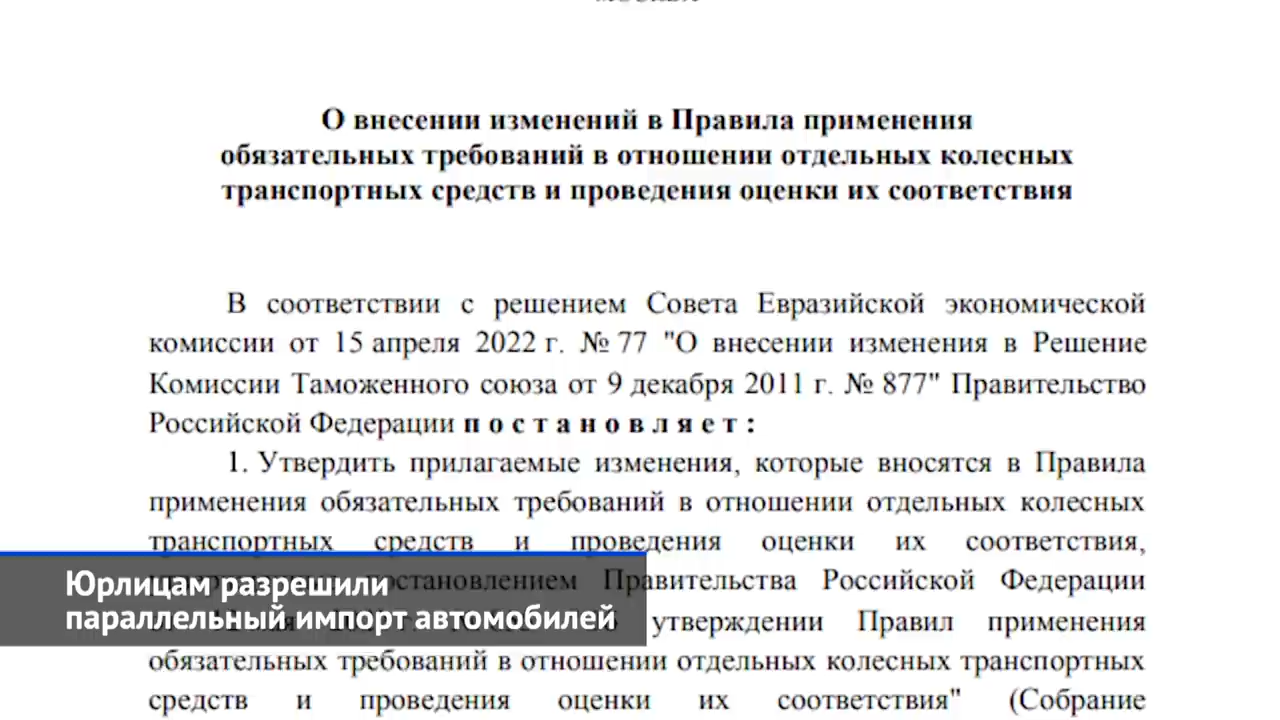 О внесении изменений в Правила применения
обязательных требований в отношении отдельных колесных
транспортных средств и проведения оценки их соответствия
В соответствии с решением Совета Евразийской экономической
комиссии от 15 апреля 2022 г. № 77 "О внесении изменения в Решение
Комиссии Таможенного союза от 9 декабря 2011 г. № 877" Правительство
Российской Федерации п о с т а н о в л я е т :
1. Утвердить прилагаемые изменения, которые вносятся в Правила
применения обязательных требований в отношении отдельных колесных
транспортных средств и проведения оценки их соответствия,
постановлением Правительства Российской Федерации
утверждении Правил применения
обязательных требований в отношении отдельных колесных транспортных
средств и проведения оценки их соответствия" (Собрание
Юрлицам разрешили
параллельный импорт автомобилей